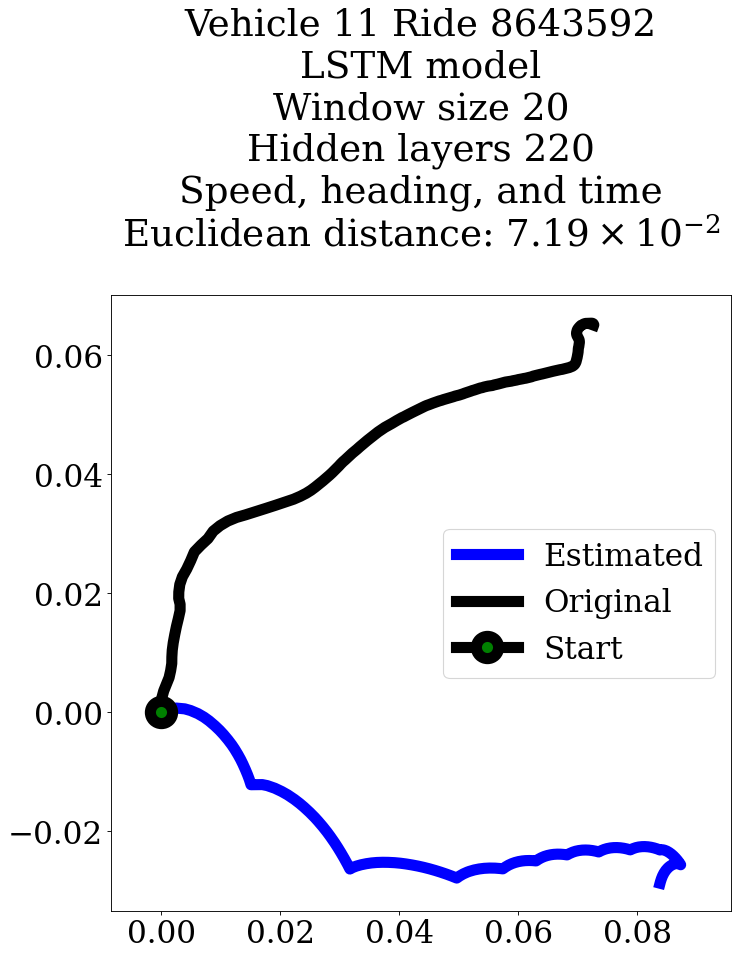 Vehicle 11 Ride 8643592
LSTM model
Window size 20
Hidden layers 220
Speed, heading, and time
Euclidean distance: 7.19 × 10⁻²
0.06
0.04
0.02
0.00
−0.02
Estimated
Original
Start
0.00 0.02 0.04 0.06 0.08